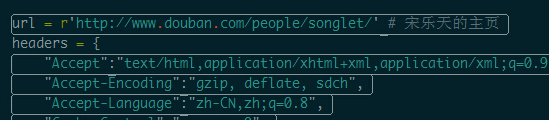 url = r'http://www.douban.com/people/songlet/' # 宋乐天的主页
headers = {
"Accept":"text/html,application/xhtml+xml,application/xml;q=0.9
"Accept-Encoding":"gzip, deflate, sdch",
"Accept-Language":"zh-CN,zh;q=0.8",